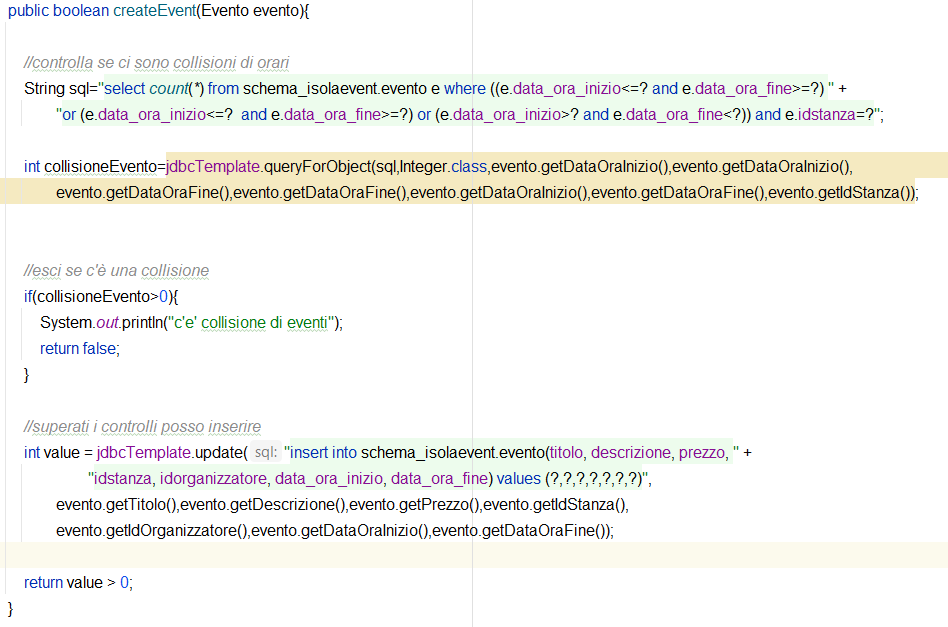 public boolean createEvent(Evento evento){
//controlla se ci sono collisioni di orari
String sql="select count(*) from schema_isolaevent.evento e where ((e.data_ora_inizio<=? and e.data_ora_fine>=?) " +
"or (e.data_ora_inizio<=?  and e.data_ora_fine>=?) or (e.data_ora_inizio>? and e.data_ora_fine<?)) and e.idstanza=?";
int collisioneEvento=jdbcTemplate.queryForObject(sql,Integer.class,evento.getDataOraInizio(),evento.getDataOraInizio(),
evento.getDataOraFine(),evento.getDataOraFine(),evento.getDataOraInizio(),evento.getDataOraFine(),evento.getIdStanza());
//esci se c'è una collisione
if(collisioneEvento>0){
System.out.println("c'e' collisione di eventi");
return false;
}
//superati i controlli posso inserire
int value = jdbcTemplate.update( sql: "insert into schema_isolaevent.evento(titolo, descrizione, prezzo, " +
"idstanza, idorganizzatore, data_ora_inizio, data_ora_fine) values (?,?,?,?,?,?,?)",
evento.getTitolo(),evento.getDescrizione(),evento.getPrezzo(),evento.getIdStanza(),
evento.getIdOrganizzatore(),evento.getDataOraInizio(),evento.getDataOraFine());
return value > 0;
}